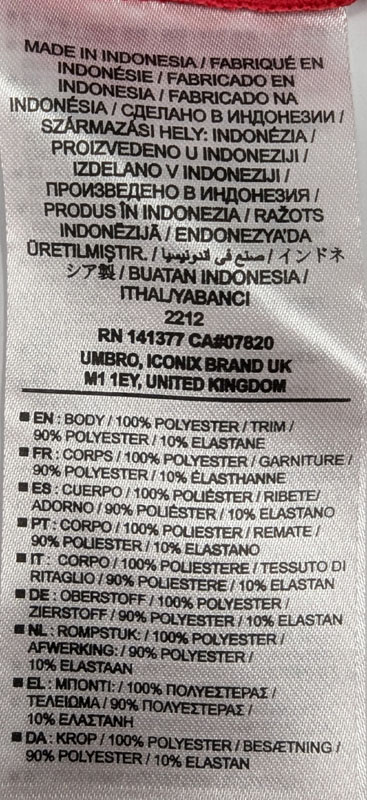 MADE IN INDONESIA / FABRIQUÉ EN
INDONÉSIE / FABRICADO EN
INDONESIA / FABRICADO NA
INDONÉSIA / СДЕЛАНО В ИНДОНЕЗИИ /
SZÁRMAZÁSI HELY: INDONÉZIA /
PROIZVEDENO U INDONEZIJI /
IZDELANO V INDONEZIJI /
ПРОИЗВЕДЕНО В ИНДОНЕЗИЯ /
PRODUS ÎN INDONEZIA / RAŽOTS
INDONĒZIJĀ / ENDONEZYA'DA
ÜRETILMIŞTIR. / صنع في اندونيسيا / インドネ
シア製 / BUATAN INDONESIA /
ITHAL/YABANCI
2212
RN 141377 CA#07820
UMBRO, ICONIX BRAND UK
M1 1EY, UNITED KINGDOM
■ EN : BODY / 100% POLYESTER / TRIM /
90% POLYESTER / 10% ELASTANE
■ FR : CORPS / 100% POLYESTER / GARNITURE /
90% POLYESTER / 10% ÉLASTHANNE
■ ES : CUERPO / 100% POLIÉSTER / RIBETE/
ADORNO / 90% POLIÉSTER / 10% ELASTANO
■ PT : CORPO / 100% POLIESTER / REMATE /
90% POLIESTER / 10% ELASTANO
■ IT : CORPO / 100% POLIESTERE / TESSUTO DI
RITAGLIO / 90% POLIESTERE / 10% ELASTAN
■ DE : OBERSTOFF / 100% POLYESTER /
ZIERSTOFF / 90% POLYESTER / 10% ELASTAN
■ NL : ROMPSTUK: / 100% POLYESTER /
AFWERKING: / 90% POLYESTER /
10% ELASTAAN
■ EL : ΜΠΟΝΤΙ: / 100% ΠΟΛΥΕΣΤΕΡΑΣ /
ΤΕΛΕΙΩΜΑ / 90% ΠΟΛΥΕΣΤΕΡΑΣ /
10% ΕΛΑΣΤΑΝΗ
■ DA : KROP / 100% POLYESTER / BESÆTNING /
90% POLYESTER / 10% ELASTAN